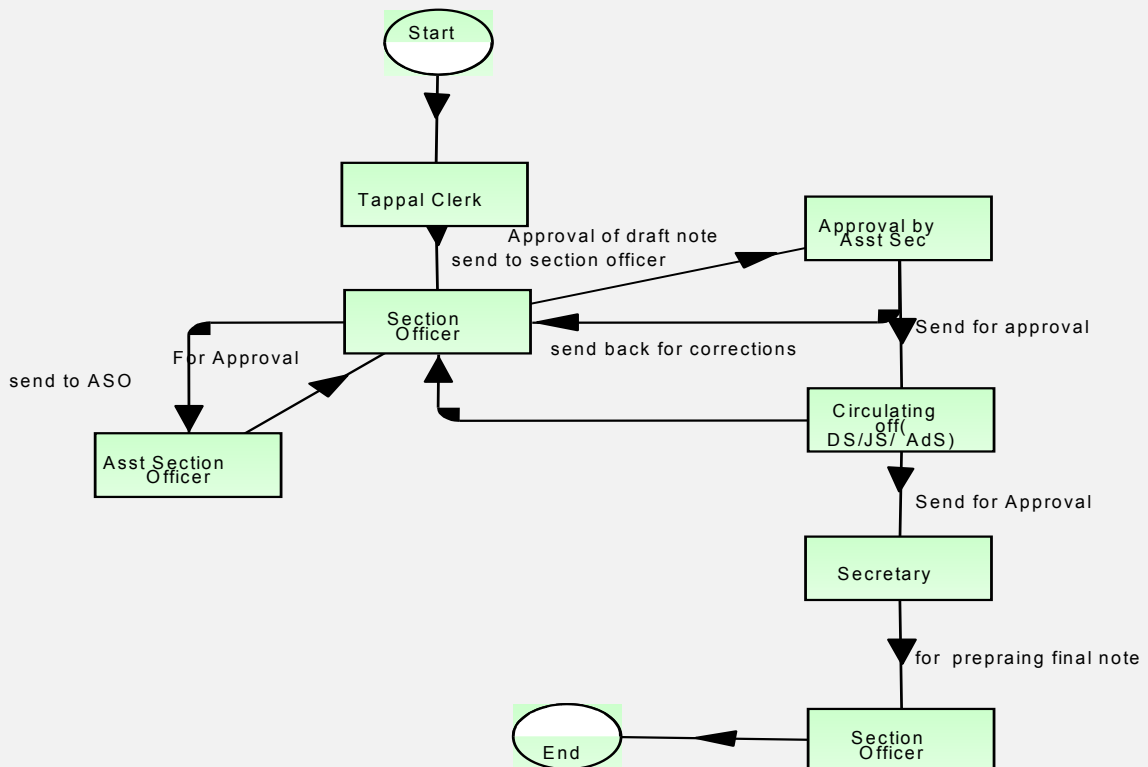 Start
Tappal Clerk
Approval by
Asst Sec
Approval of draft note
send to section officer
Section
Officer
Send for approval
send back for corrections
For Approval
send to ASO
Circulating
off(
DS/JS/ AdS)
Asst Section
Officer
Send for Approval
Secretary
for prepraing final note
Section
Officer
End